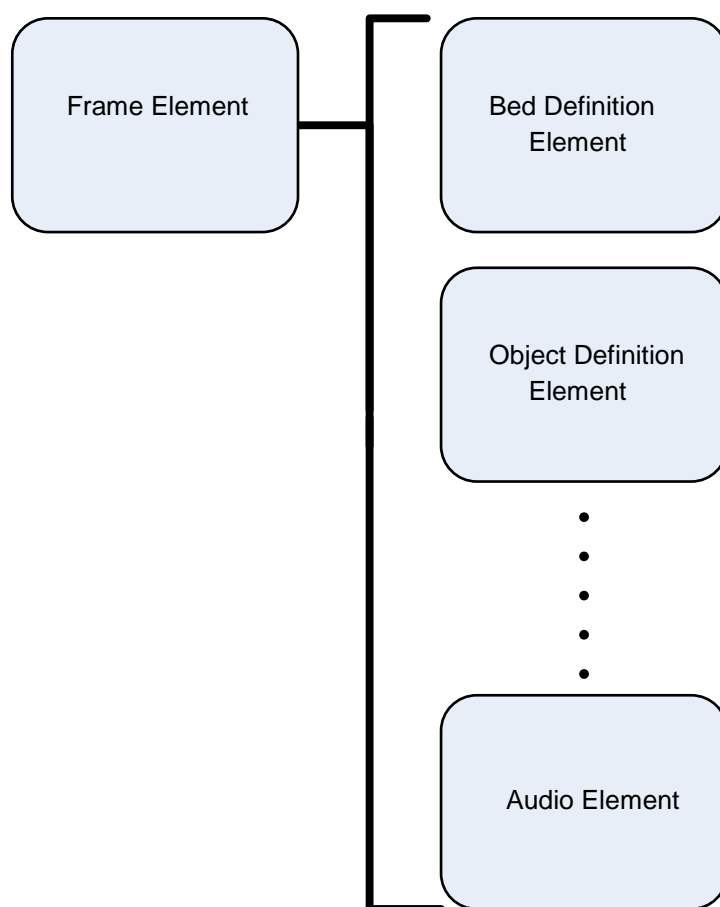 Frame Element
Bed Definition
Element
Object Definition
Element
Audio Element